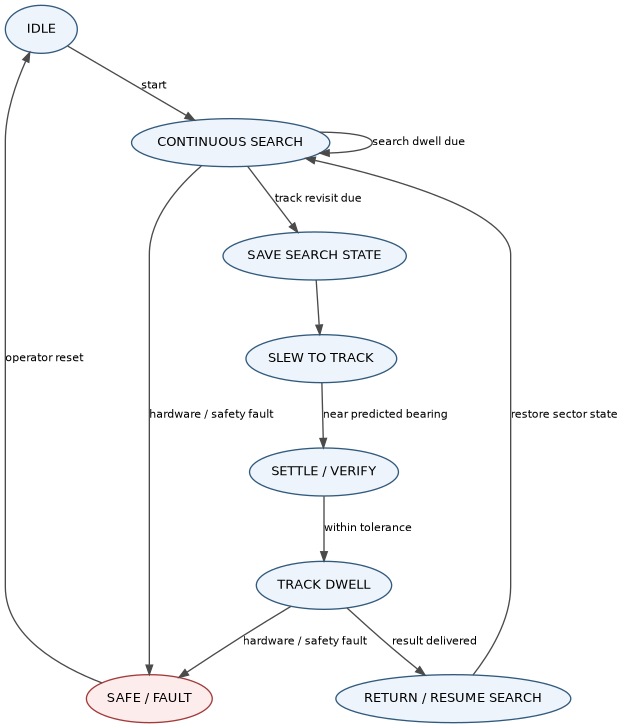 IDLE
start
CONTINUOUS SEARCH
search dwell due
track revisit due
SAVE SEARCH STATE
SLEW TO TRACK
operator reset
hardware / safety fault
near predicted bearing
restore sector state
SETTLE / VERIFY
within tolerance
TRACK DWELL
hardware / safety fault
result delivered
SAFE / FAULT
RETURN / RESUME SEARCH